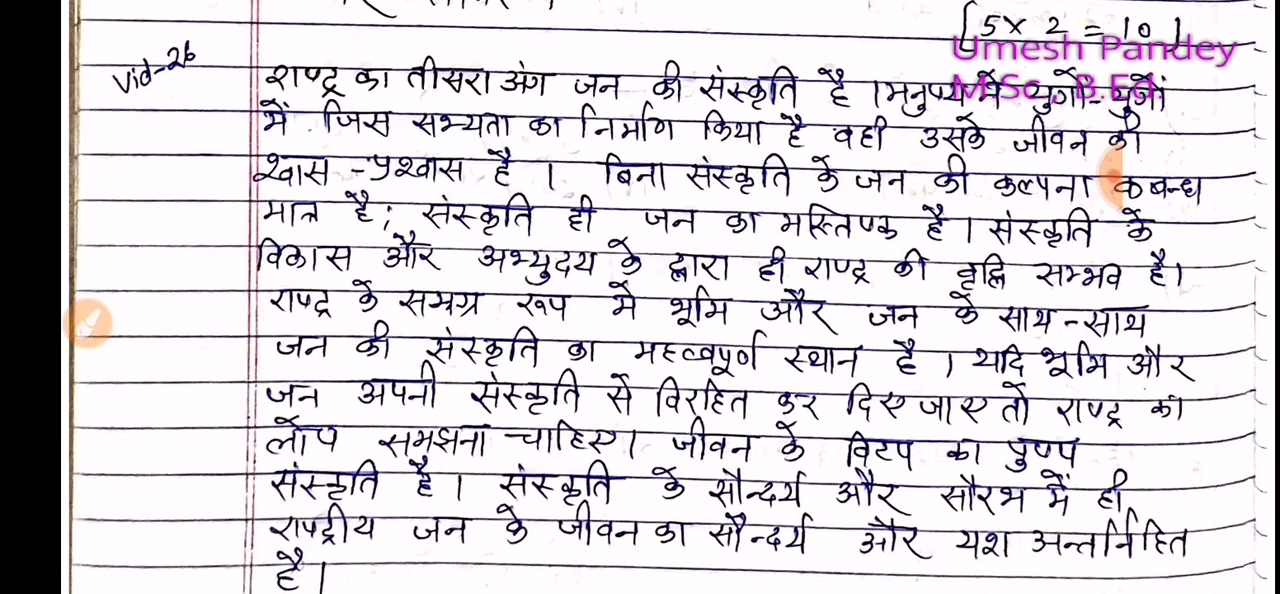 [5 × 2 = 10]
Umesh Pandey
M.Sc. B.Ed.
Vid-26
राष्ट्र का तीसरा अंग जन की संस्कृति है । मनुष्य ने युगों-युगों
में जिस सभ्यता का निर्माण किया है वही उसके जीवन की
श्वास-प्रश्वास है । बिना संस्कृति के जन की कल्पना कबन्ध
मात्र है; संस्कृति ही जन का मस्तिष्क है । संस्कृति के
विकास और अभ्युदय के द्वारा ही राष्ट्र की वृद्धि सम्भव है।
राष्ट्र के समग्र रूप में भूमि और जन के साथ-साथ
जन की संस्कृति का महत्वपूर्ण स्थान है । यदि भूमि और
जन अपनी संस्कृति से विरहित कर दिए जाए तो राष्ट्र का
लोप समझना चाहिए। जीवन के विटप का पुष्प
संस्कृति है । संस्कृति के सौन्दर्य और सौरभ में ही
राष्ट्रीय जन के जीवन का सौन्दर्य और यश अन्तर्निहित
है ।